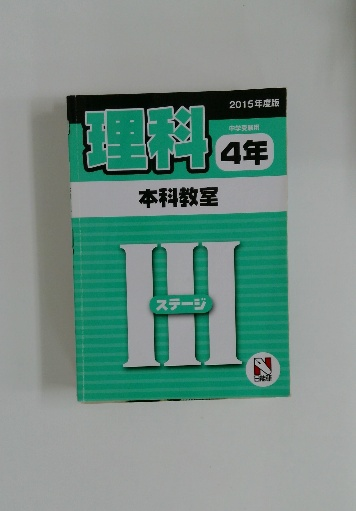 2015年度版
中学受験用
理科
4年
本科教室
III
ステージ
N
日能研